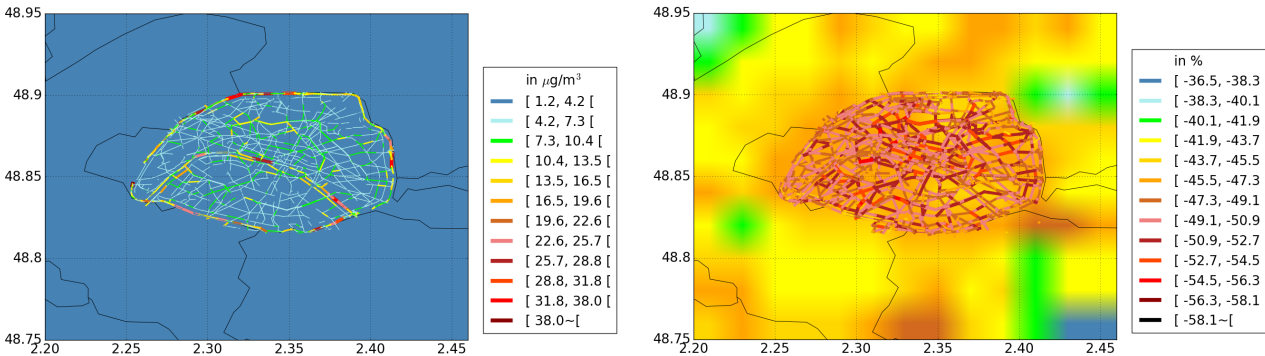 48.95
48.9
48.85
48.8
48.75
2.20 2.25 2.30 2.35 2.40 2.45
in μg/m³
[ 1.2, 4.2 [
[ 4.2, 7.3 [
[ 7.3, 10.4 [
[ 10.4, 13.5 [
[ 13.5, 16.5 [
[ 16.5, 19.6 [
[ 19.6, 22.6 [
[ 22.6, 25.7 [
[ 25.7, 28.8 [
[ 28.8, 31.8 [
[ 31.8, 38.0 [
[ 38.0~[
48.95
48.9
48.85
48.8
48.75
2.20 2.25 2.30 2.35 2.40 2.45
in %
[ -36.5, -38.3
[ -38.3, -40.1
[ -40.1, -41.9
[ -41.9, -43.7
[ -43.7, -45.5
[ -45.5, -47.3
[ -47.3, -49.1
[ -49.1, -50.9
[ -50.9, -52.7
[ -52.7, -54.5
[ -54.5, -56.3
[ -56.3, -58.1
[ -58.1~[